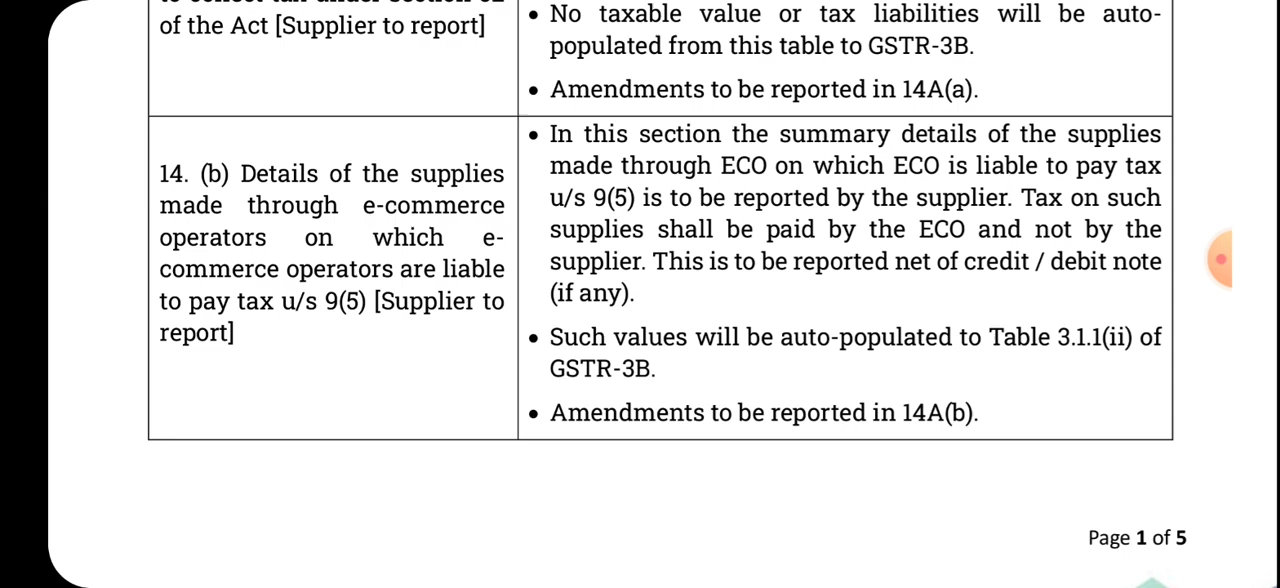 of the Act [Supplier to report]
• No taxable value or tax liabilities will be auto-
populated from this table to GSTR-3B.
• Amendments to be reported in 14A(a).
14. (b) Details of the supplies
made through e-commerce
operators on which e-
commerce operators are liable
to pay tax u/s 9(5) [Supplier to
report]
• In this section the summary details of the supplies
made through ECO on which ECO is liable to pay tax
u/s 9(5) is to be reported by the supplier. Tax on such
supplies shall be paid by the ECO and not by the
supplier. This is to be reported net of credit / debit note
(if any).
• Such values will be auto-populated to Table 3.1.1(ii) of
GSTR-3B.
• Amendments to be reported in 14A(b).
Page 1 of 5